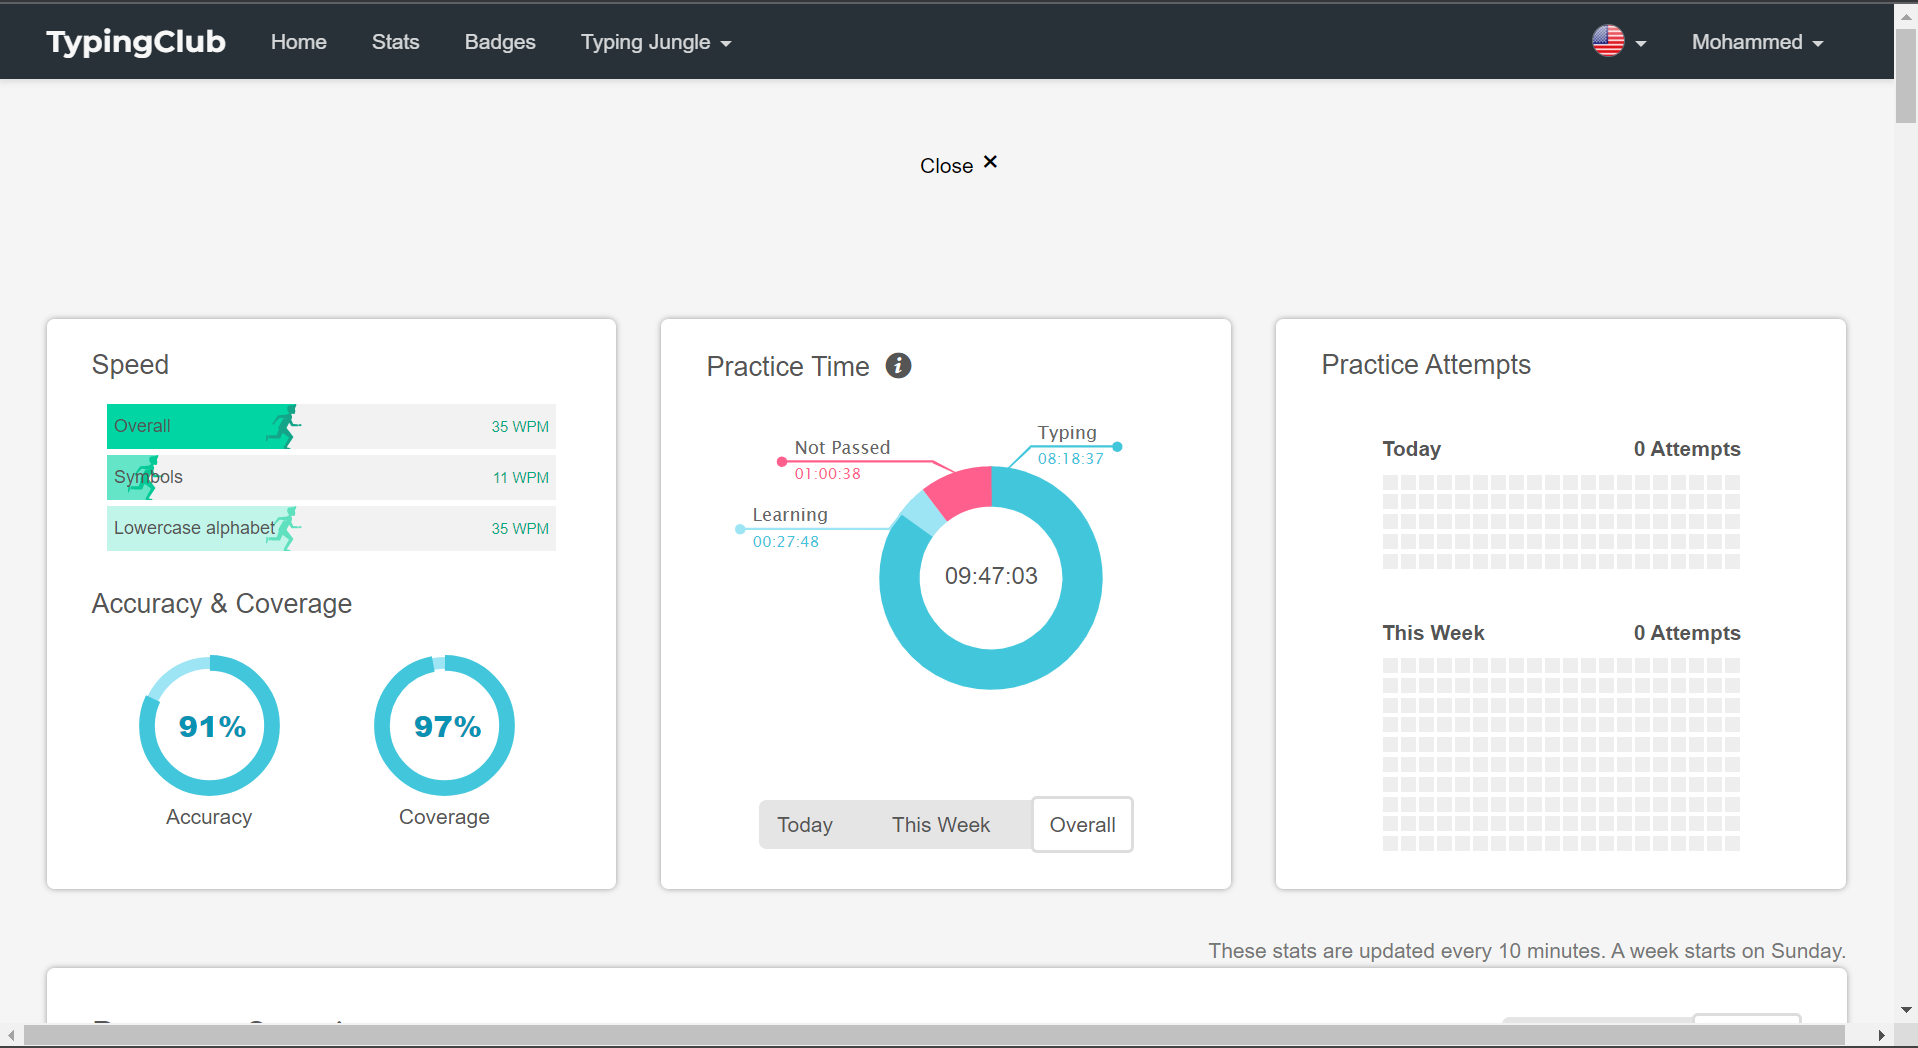 TypingClub Home Stats Badges Typing Jungle Mohammed
Close ×
Speed
Overall 35 WPM
Symbols 11 WPM
Lowercase alphabet 35 WPM
Accuracy & Coverage
91%
Accuracy
97%
Coverage
Practice Time i
Typing
08:18:37
Not Passed
01:00:38
Learning
00:27:48
09:47:03
Today This Week Overall
Practice Attempts
Today 0 Attempts
This Week 0 Attempts
These stats are updated every 10 minutes. A week starts on Sunday.